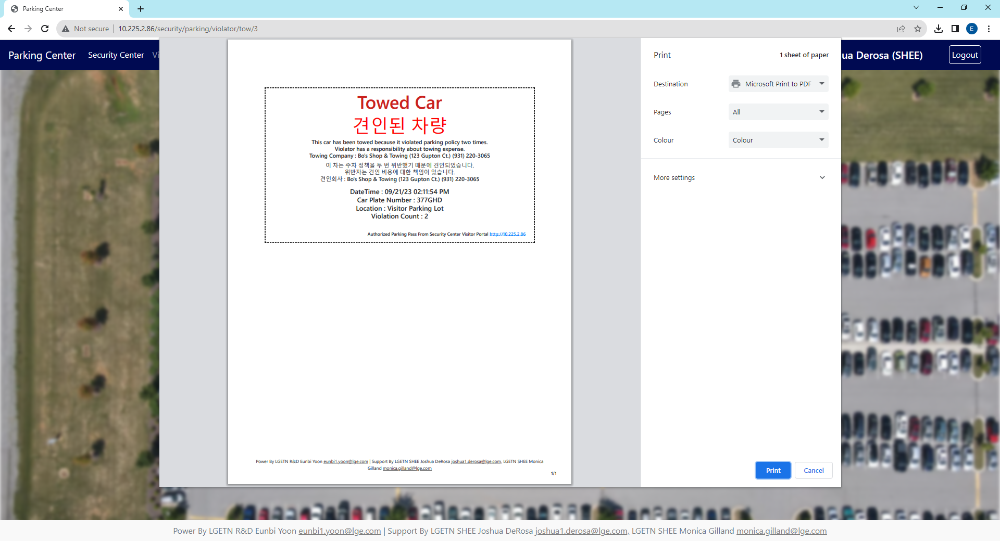 Parking Center
Not secure
10.225.2.86/security/parking/violator/tow/3
E
Parking Center
Security Center
Vi
ua Derosa (SHEE)
Logout
Towed Car
견인된 차량
This car has been towed because it violated parking policy two times.
Violator has a responsibility about towing expense.
Towing Company : Bo's Shop & Towing (123 Gupton Ct.) (931) 220-3065
이 차는 주차 정책을 두 번 위반했기 때문에 견인되었습니다.
위반자는 견인 비용에 대한 책임이 있습니다.
견인회사 : Bo's Shop & Towing (123 Gupton Ct.) (931) 220-3065
DateTime : 09/21/23 02:11:54 PM
Car Plate Number : 377GHD
Location : Visitor Parking Lot
Violation Count : 2
Authorized Parking Pass From Security Center Visitor Portal http://10.225.2.86
Power By LGETN R&D Eunbi Yoon eunbi1.yoon@lge.com | Support By LGETN SHEE Joshua DeRosa joshua1.derosa@lge.com, LGETN SHEE Monica
Gilland monica.gilland@lge.com
1/1
Print
1 sheet of paper
Destination
Microsoft Print to PDF
Pages
All
Colour
Colour
More settings
Print
Cancel
Power By LGETN R&D Eunbi Yoon eunbi1.yoon@lge.com | Support By LGETN SHEE Joshua DeRosa joshua1.derosa@lge.com, LGETN SHEE Monica Gilland monica.gilland@lge.com